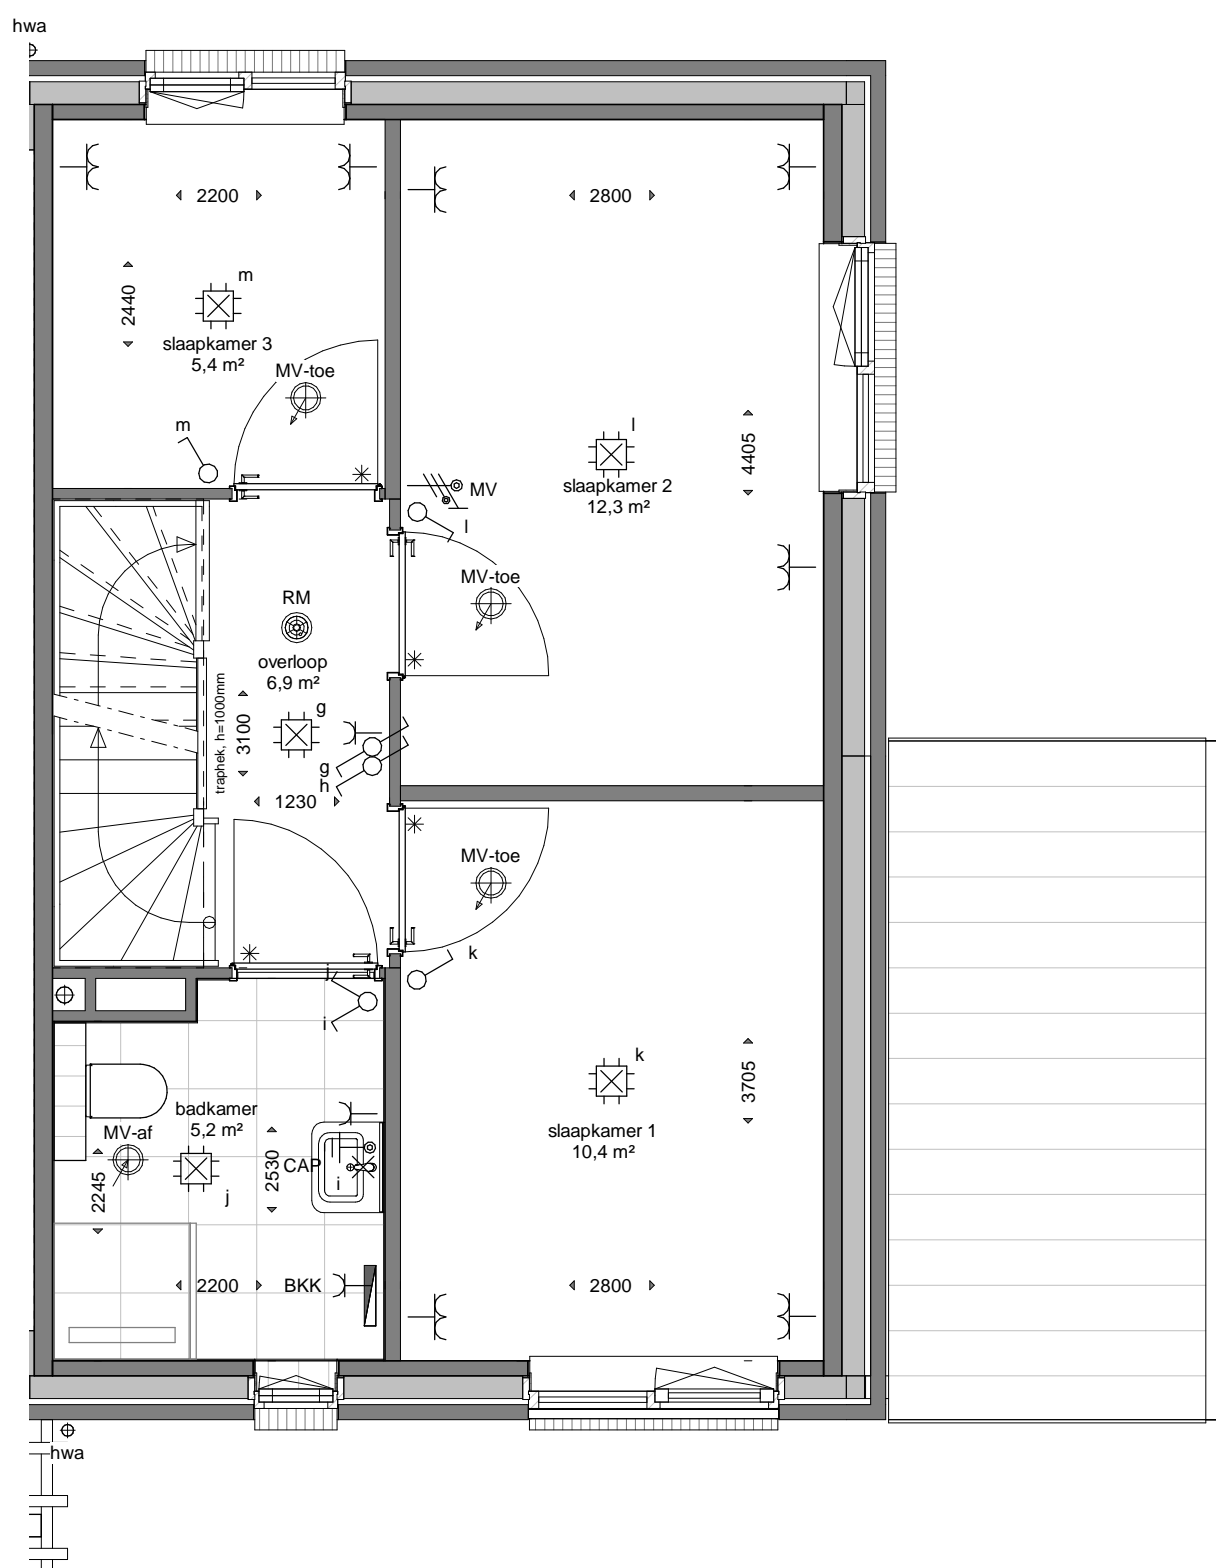 hwa
2200
2800
2440
m
slaapkamer 3
5,4 m²
MV-toe
m
l
slaapkamer 2
12,3 m²
4405
MV
l
MV-toe
RM
overloop
6,9 m²
g
traphek, h=1000mm
3100
g
h
1230
MV-toe
k
j
i
k
3705
slaapkamer 1
10,4 m²
badkamer
5,2 m²
MV-af
2245
2530
CAP
i
j
2200
BKK
2800
hwa